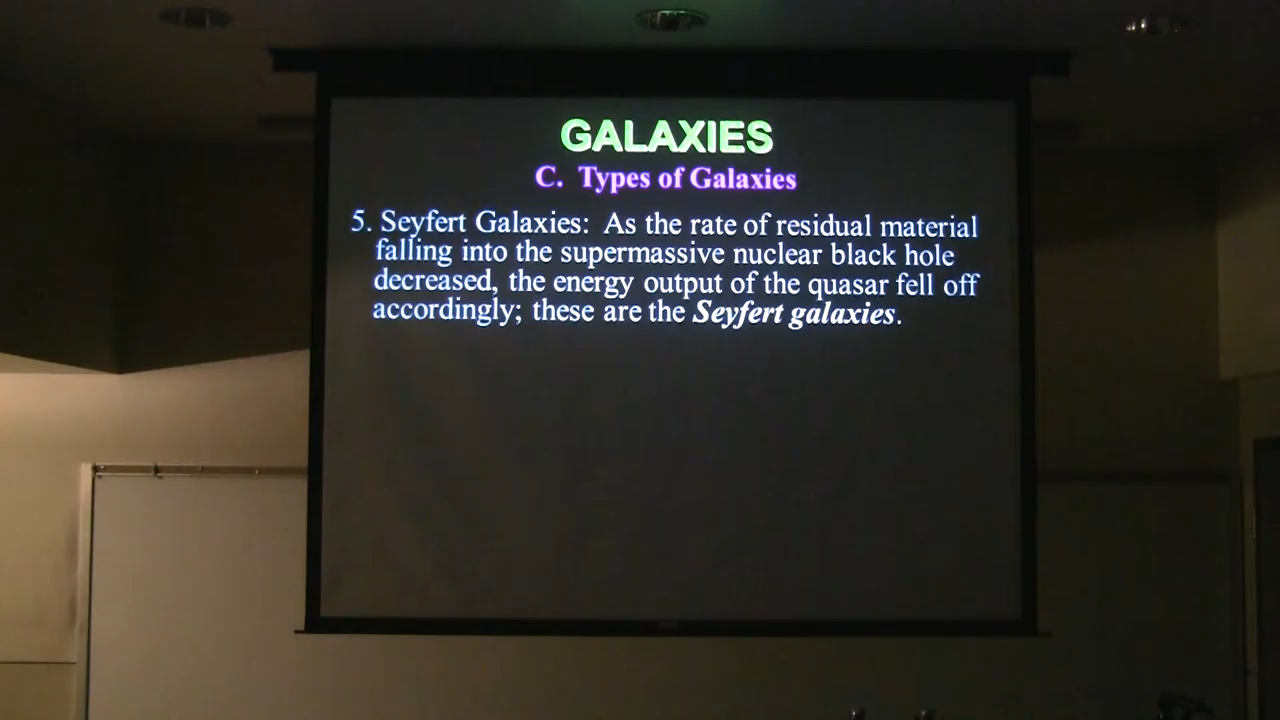 GALAXIES
C. Types of Galaxies
5. Seyfert Galaxies: As the rate of residual material
falling into the supermassive nuclear black hole
decreased, the energy output of the quasar fell off
accordingly; these are the Seyfert galaxies.